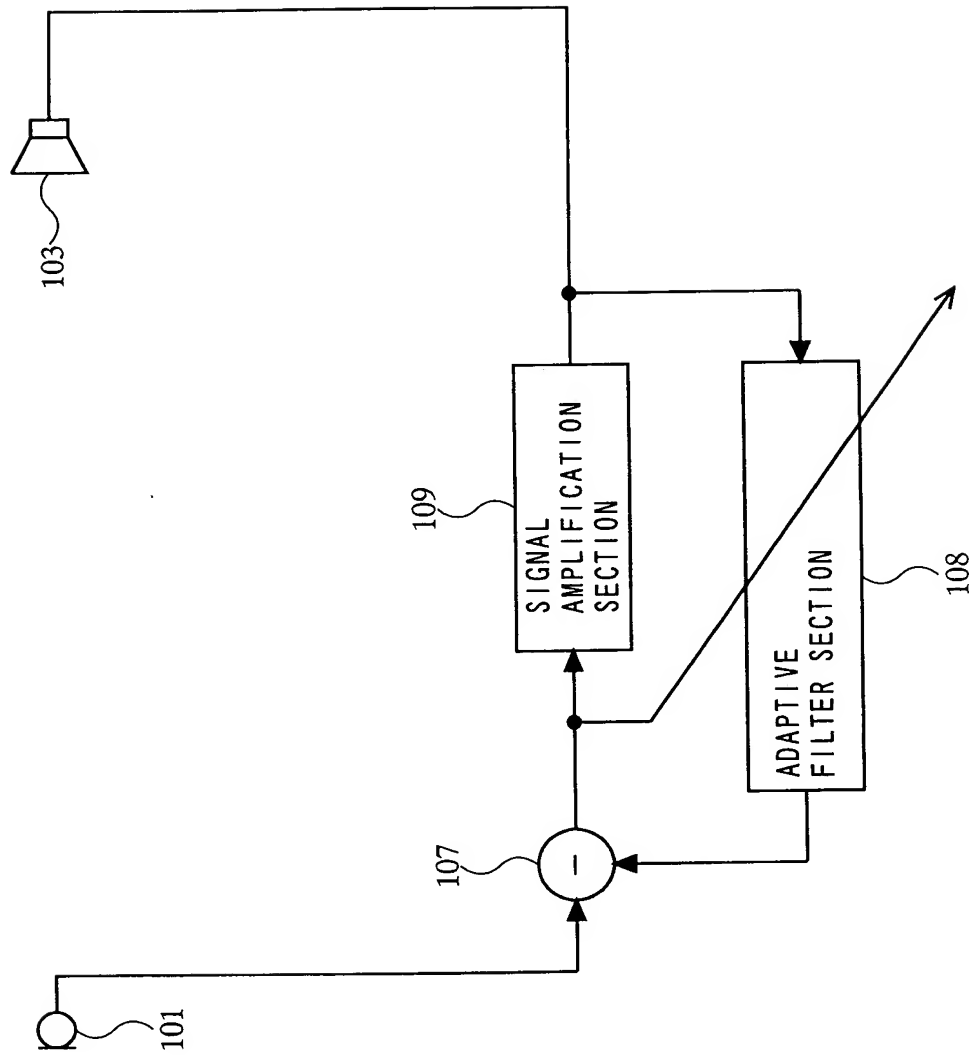 103
101
109
SIGNAL
AMPLIFICATION
SECTION
107
−
ADAPTIVE
FILTER SECTION
108